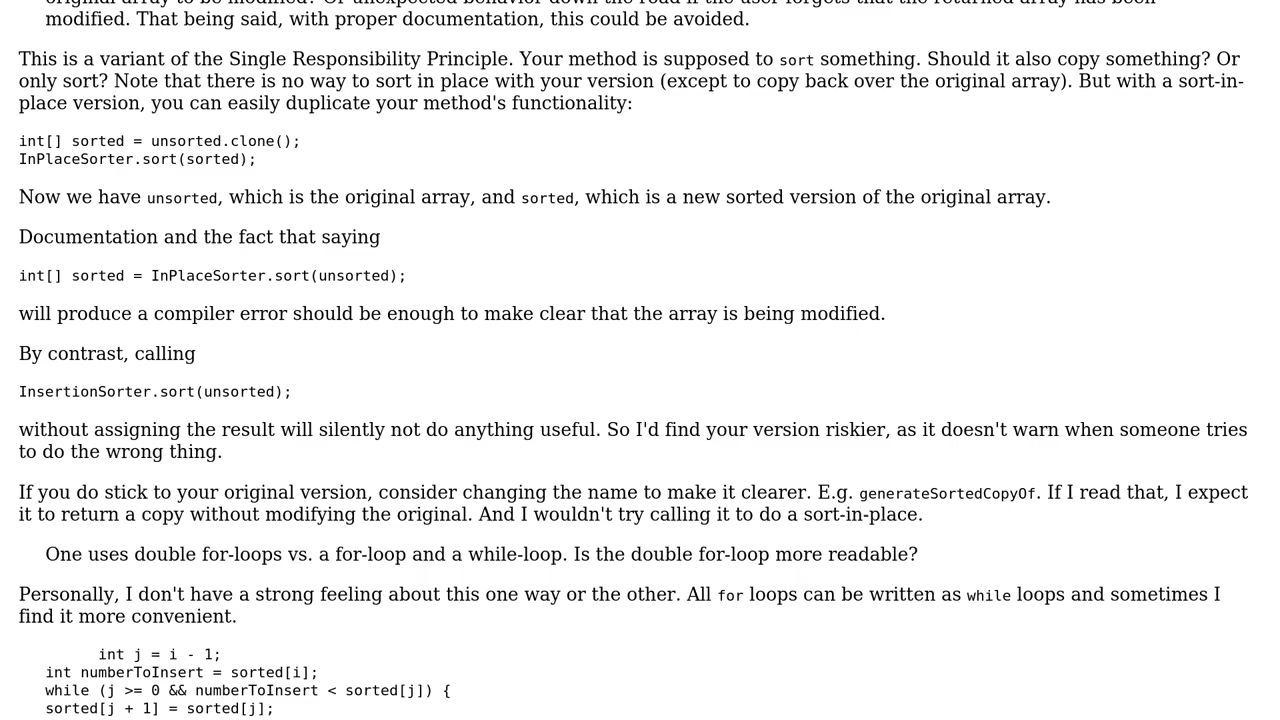 modified. That being said, with proper documentation, this could be avoided.
This is a variant of the Single Responsibility Principle. Your method is supposed to sort something. Should it also copy something? Or
only sort? Note that there is no way to sort in place with your version (except to copy back over the original array). But with a sort-in-
place version, you can easily duplicate your method's functionality:
int[] sorted = unsorted.clone();
InPlaceSorter.sort(sorted);
Now we have unsorted, which is the original array, and sorted, which is a new sorted version of the original array.
Documentation and the fact that saying
int[] sorted = InPlaceSorter.sort(unsorted);
will produce a compiler error should be enough to make clear that the array is being modified.
By contrast, calling
InsertionSorter.sort(unsorted);
without assigning the result will silently not do anything useful. So I'd find your version riskier, as it doesn't warn when someone tries
to do the wrong thing.
If you do stick to your original version, consider changing the name to make it clearer. E.g. generateSortedCopyOf. If I read that, I expect
it to return a copy without modifying the original. And I wouldn't try calling it to do a sort-in-place.
One uses double for-loops vs. a for-loop and a while-loop. Is the double for-loop more readable?
Personally, I don't have a strong feeling about this one way or the other. All for loops can be written as while loops and sometimes I
find it more convenient.
int j = i - 1;
int numberToInsert = sorted[i];
while (j >= 0 && numberToInsert < sorted[j]) {
sorted[j + 1] = sorted[j];